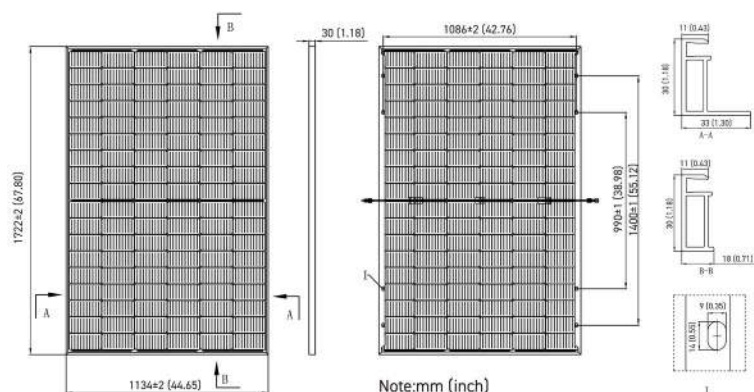 B
30 (1.18)
1722±2 (67.80)
A
A
B
1134±2 (44.65)
1086±2 (42.76)
990±1 (38.98)
1400±1 (55.12)
I
Note:mm (inch)
11 (0.43)
30 (1.18)
33 (1.30)
A-A
11 (0.43)
30 (1.18)
18 (0.71)
B-B
9 (0.35)
14 (0.55)
I